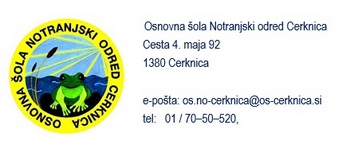 OSNOVNA ŠOLA NOTRANJSKI ODRED CERKNICA
Osnovna šola Notranjski odred Cerknica
Cesta 4. maja 92
1380 Cerknica
e-pošta: os.no-cerknica@os-cerknica.si
tel: 01 / 70–50–520,